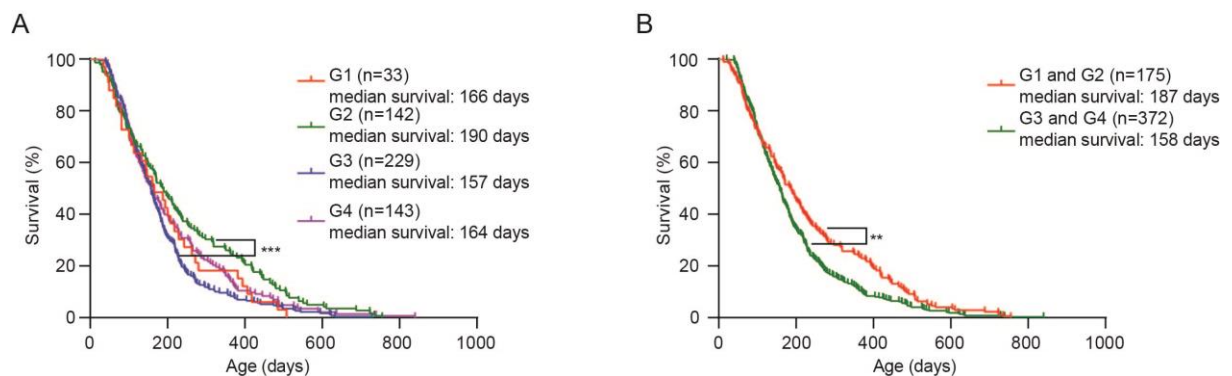 A
B
100
80
60
40
20
0
Survival (%)
0 200 400 600 800 1000
Age (days)
G1 (n=33)
median survival: 166 days
G2 (n=142)
median survival: 190 days
G3 (n=229)
median survival: 157 days
G4 (n=143)
median survival: 164 days
***
100
80
60
40
20
0
Survival (%)
0 200 400 600 800 1000
Age (days)
G1 and G2 (n=175)
median survival: 187 days
G3 and G4 (n=372)
median survival: 158 days
**